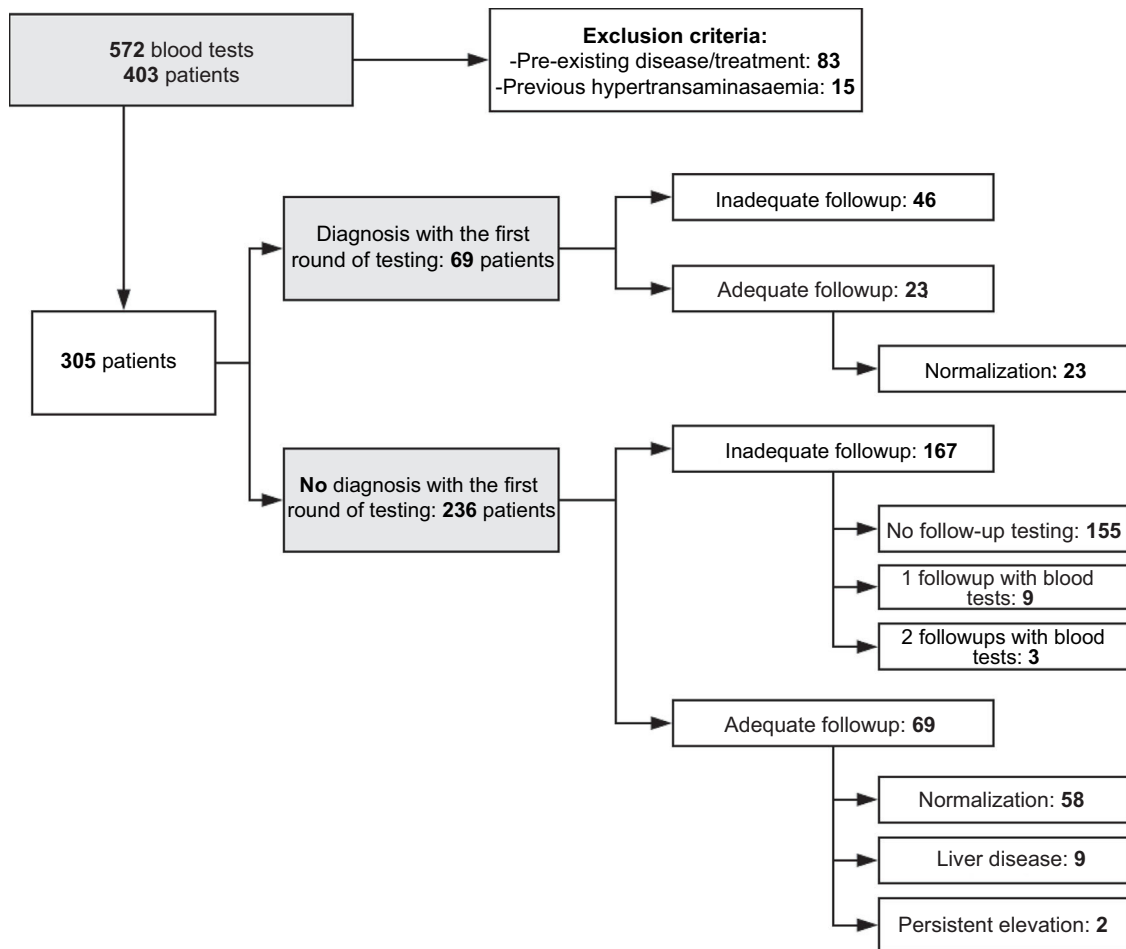 572 blood tests
403 patients
Exclusion criteria:
-Pre-existing disease/treatment: 83
-Previous hypertransaminasaemia: 15
305 patients
Diagnosis with the first
round of testing: 69 patients
Inadequate followup: 46
Adequate followup: 23
Normalization: 23
No diagnosis with the first
round of testing: 236 patients
Inadequate followup: 167
No follow-up testing: 155
1 followup with blood
tests: 9
2 followups with blood
tests: 3
Adequate followup: 69
Normalization: 58
Liver disease: 9
Persistent elevation: 2